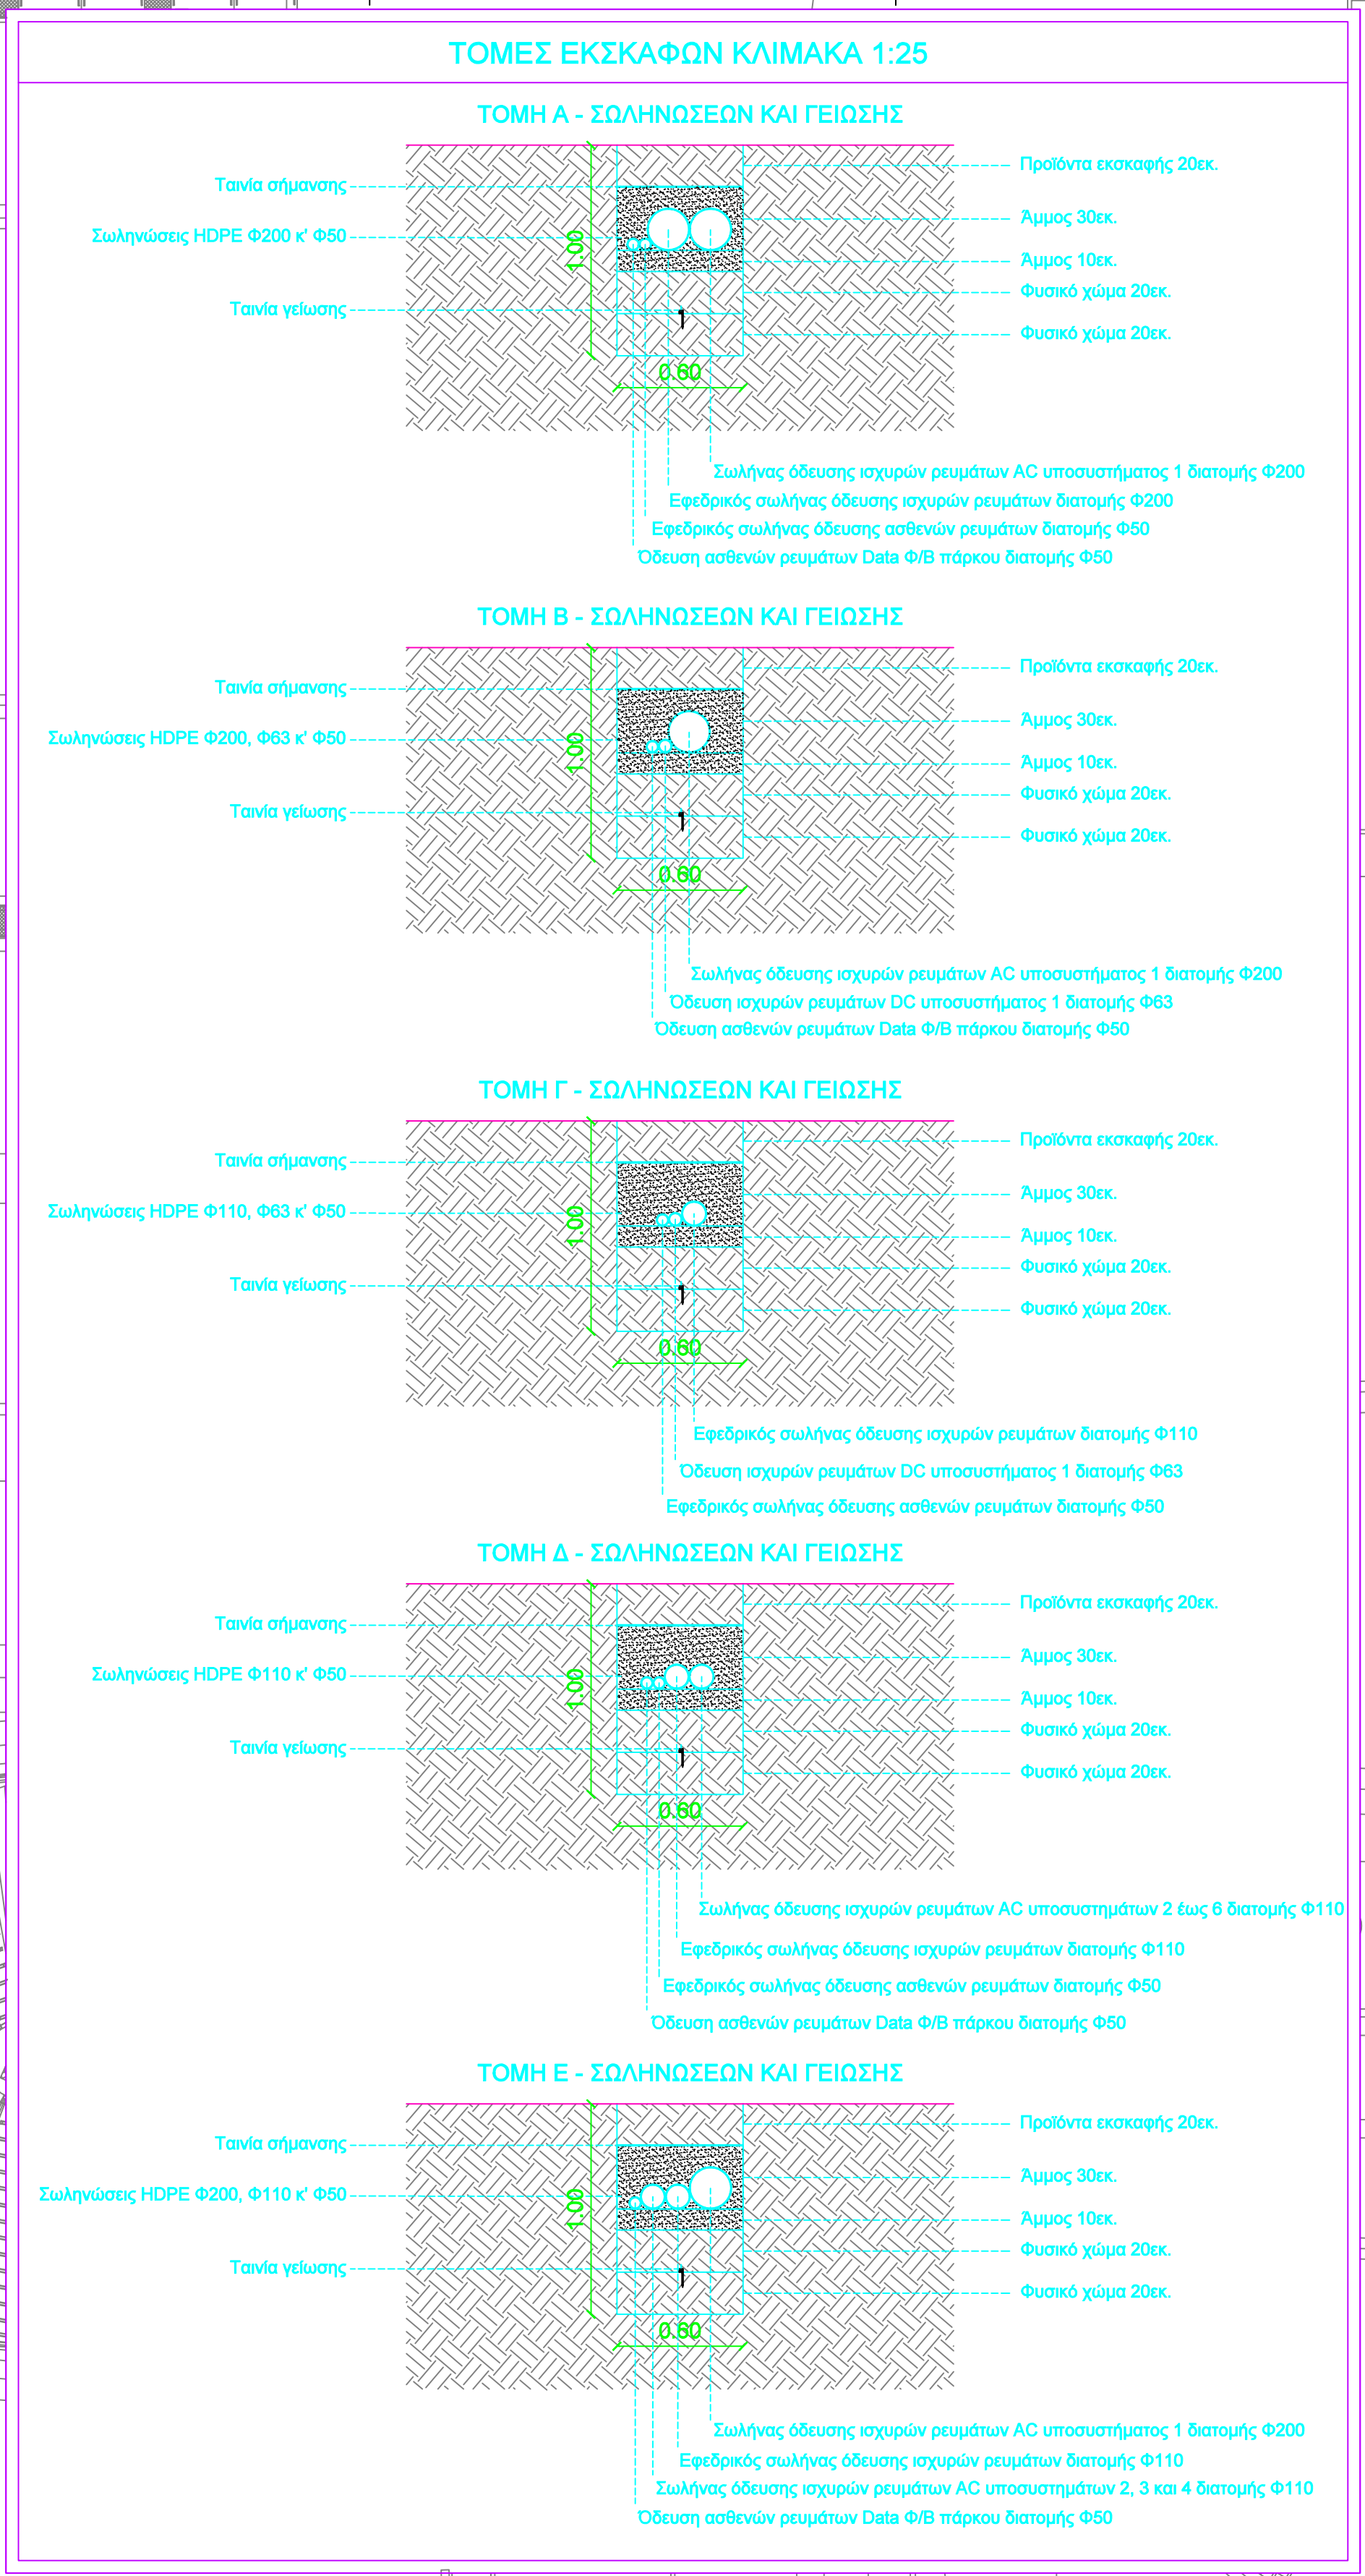 ΤΟΜΕΣ ΕΚΣΚΑΦΩΝ ΚΛΙΜΑΚΑ 1:25
ΤΟΜΗ Α - ΣΩΛΗΝΩΣΕΩΝ ΚΑΙ ΓΕΙΩΣΗΣ
Προϊόντα εκσκαφής 20εκ.
Ταινία σήμανσης
Άμμος 30εκ.
Σωληνώσεις HDPE Φ200 κ' Φ50
1.00
Άμμος 10εκ.
Φυσικό χώμα 20εκ.
Ταινία γείωσης
Φυσικό χώμα 20εκ.
0.60
Σωλήνας όδευσης ισχυρών ρευμάτων AC υποσυστήματος 1 διατομής Φ200
Εφεδρικός σωλήνας όδευσης ισχυρών ρευμάτων διατομής Φ200
Εφεδρικός σωλήνας όδευσης ασθενών ρευμάτων διατομής Φ50
Όδευση ασθενών ρευμάτων Data Φ/Β πάρκου διατομής Φ50
ΤΟΜΗ Β - ΣΩΛΗΝΩΣΕΩΝ ΚΑΙ ΓΕΙΩΣΗΣ
Προϊόντα εκσκαφής 20εκ.
Ταινία σήμανσης
Άμμος 30εκ.
Σωληνώσεις HDPE Φ200, Φ63 κ' Φ50
1.00
Άμμος 10εκ.
Φυσικό χώμα 20εκ.
Ταινία γείωσης
Φυσικό χώμα 20εκ.
0.60
Σωλήνας όδευσης ισχυρών ρευμάτων AC υποσυστήματος 1 διατομής Φ200
Όδευση ισχυρών ρευμάτων DC υποσυστήματος 1 διατομής Φ63
Όδευση ασθενών ρευμάτων Data Φ/Β πάρκου διατομής Φ50
ΤΟΜΗ Γ - ΣΩΛΗΝΩΣΕΩΝ ΚΑΙ ΓΕΙΩΣΗΣ
Προϊόντα εκσκαφής 20εκ.
Ταινία σήμανσης
Άμμος 30εκ.
Σωληνώσεις HDPE Φ110, Φ63 κ' Φ50
1.00
Άμμος 10εκ.
Φυσικό χώμα 20εκ.
Ταινία γείωσης
Φυσικό χώμα 20εκ.
0.60
Εφεδρικός σωλήνας όδευσης ισχυρών ρευμάτων διατομής Φ110
Όδευση ισχυρών ρευμάτων DC υποσυστήματος 1 διατομής Φ63
Εφεδρικός σωλήνας όδευσης ασθενών ρευμάτων διατομής Φ50
ΤΟΜΗ Δ - ΣΩΛΗΝΩΣΕΩΝ ΚΑΙ ΓΕΙΩΣΗΣ
Προϊόντα εκσκαφής 20εκ.
Ταινία σήμανσης
Άμμος 30εκ.
Σωληνώσεις HDPE Φ110 κ' Φ50
1.00
Άμμος 10εκ.
Φυσικό χώμα 20εκ.
Ταινία γείωσης
Φυσικό χώμα 20εκ.
0.60
Σωλήνας όδευσης ισχυρών ρευμάτων AC υποσυστημάτων 2 έως 6 διατομής Φ110
Εφεδρικός σωλήνας όδευσης ισχυρών ρευμάτων διατομής Φ110
Εφεδρικός σωλήνας όδευσης ασθενών ρευμάτων διατομής Φ50
Όδευση ασθενών ρευμάτων Data Φ/Β πάρκου διατομής Φ50
ΤΟΜΗ Ε - ΣΩΛΗΝΩΣΕΩΝ ΚΑΙ ΓΕΙΩΣΗΣ
Προϊόντα εκσκαφής 20εκ.
Ταινία σήμανσης
Άμμος 30εκ.
Σωληνώσεις HDPE Φ200, Φ110 κ' Φ50
1.00
Άμμος 10εκ.
Φυσικό χώμα 20εκ.
Ταινία γείωσης
Φυσικό χώμα 20εκ.
0.60
Σωλήνας όδευσης ισχυρών ρευμάτων AC υποσυστήματος 1 διατομής Φ200
Εφεδρικός σωλήνας όδευσης ισχυρών ρευμάτων διατομής Φ110
Σωλήνας όδευσης ισχυρών ρευμάτων AC υποσυστημάτων 2, 3 και 4 διατομής Φ110
Όδευση ασθενών ρευμάτων Data Φ/Β πάρκου διατομής Φ50